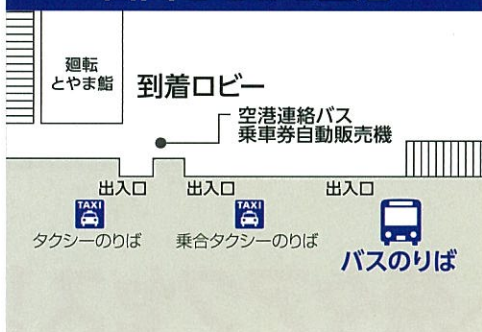 廻転
とやま鮨
到着ロビー
空港連絡バス
乗車券自動販売機
出入口
出入口
出入口
TAXI
TAXI
タクシーのりば
乗合タクシーのりば
バスのりば